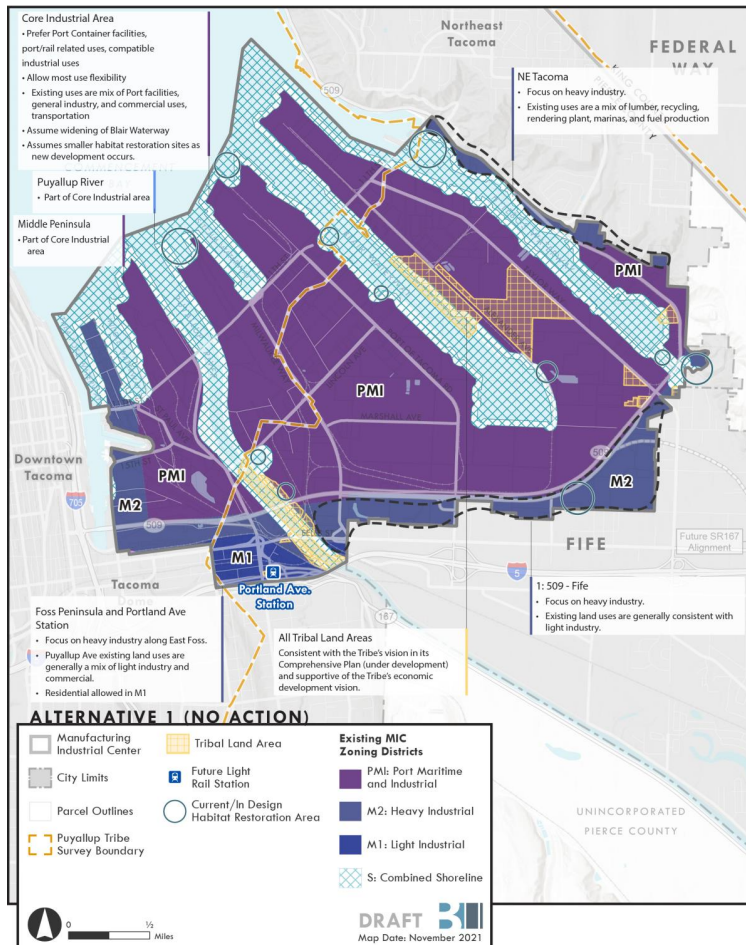 Core Industrial Area
• Prefer Port Container facilities,
port/rail related uses, compatible
industrial uses
• Allow most use flexibility
• Existing uses are mix of Port facilities,
general industry, and commercial uses,
transportation
• Assume widening of Blair Waterway
• Assumes smaller habitat restoration sites as
new development occurs.
Puyallup River
• Part of Core Industrial area
Middle Peninsula
• Part of Core Industrial
area
Northeast
Tacoma
FEDERAL
WAY
509
NE Tacoma
• Focus on heavy industry.
• Existing uses are a mix of lumber, recycling,
rendering plant, marinas, and fuel production
PMI
PMI
MARSHALL AVE
Downtown
Tacoma
705
PMI
M2
509
509
M2
M1
FIFE
Future SR167
Alignment
5
Portland Ave.
Station
Tacoma
Dome
167
Foss Peninsula and Portland Ave
Station
• Focus on heavy industry along East Foss.
• Puyallup Ave existing land uses are
generally a mix of light industry and
commercial.
• Residential allowed in M1
All Tribal Land Areas
Consistent with the Tribe's vision in its
Comprehensive Plan (under development)
and supportive of the Tribe's economic
development vision.
1: 509 - Fife
• Focus on heavy industry.
• Existing land uses are generally consistent with
light industry.
ALTERNATIVE 1 (NO ACTION)
Manufacturing
Industrial Center
City Limits
Parcel Outlines
Puyallup Tribe
Survey Boundary
Tribal Land Area
Future Light
Rail Station
Current/In Design
Habitat Restoration Area
Existing MIC
Zoning Districts
PMI: Port Maritime
and Industrial
M2: Heavy Industrial
M1: Light Industrial
S: Combined Shoreline
UNINCORPORATED
PIERCE COUNTY
0 ½
Miles
DRAFT
Map Date: November 2021